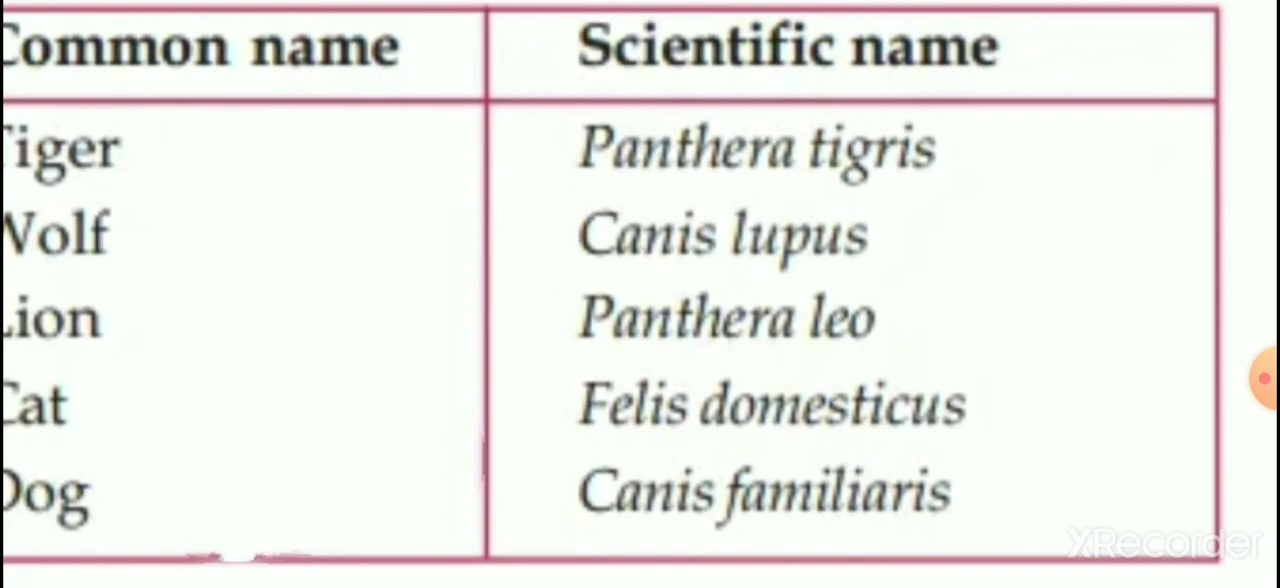 Common name Scientific name
Tiger Panthera tigris
Wolf Canis lupus
Lion Panthera leo
Cat Felis domesticus
Dog Canis familiaris
XRecorder